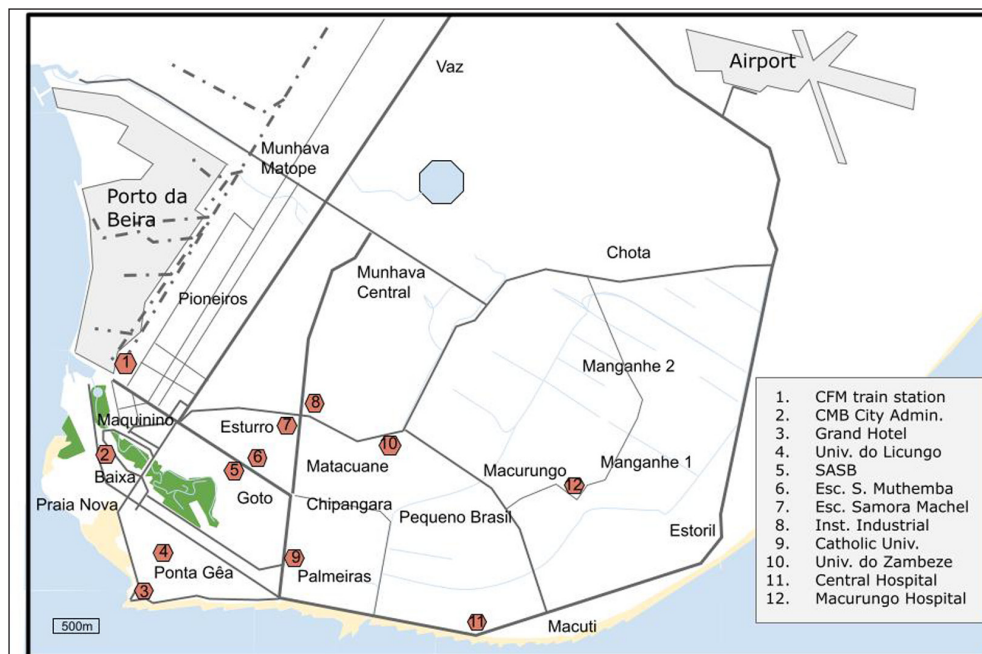 Vaz
Airport
Munhava
Matope
Porto da
Beira
Chota
Munhava
Central
Pioneiros
1
Manganhe 2
8
Maquinino
Esturro
7
10
2
6
5
Matacuane
Macurungo
Manganhe 1
12
Baixa
Goto
Praia Nova
Chipangara
Pequeno Brasil
Estoril
4
9
Ponta Gêa
Palmeiras
3
11
Macuti
500m
1. CFM train station
2. CMB City Admin.
3. Grand Hotel
4. Univ. do Licungo
5. SASB
6. Esc. S. Muthemba
7. Esc. Samora Machel
8. Inst. Industrial
9. Catholic Univ.
10. Univ. do Zambeze
11. Central Hospital
12. Macurungo Hospital